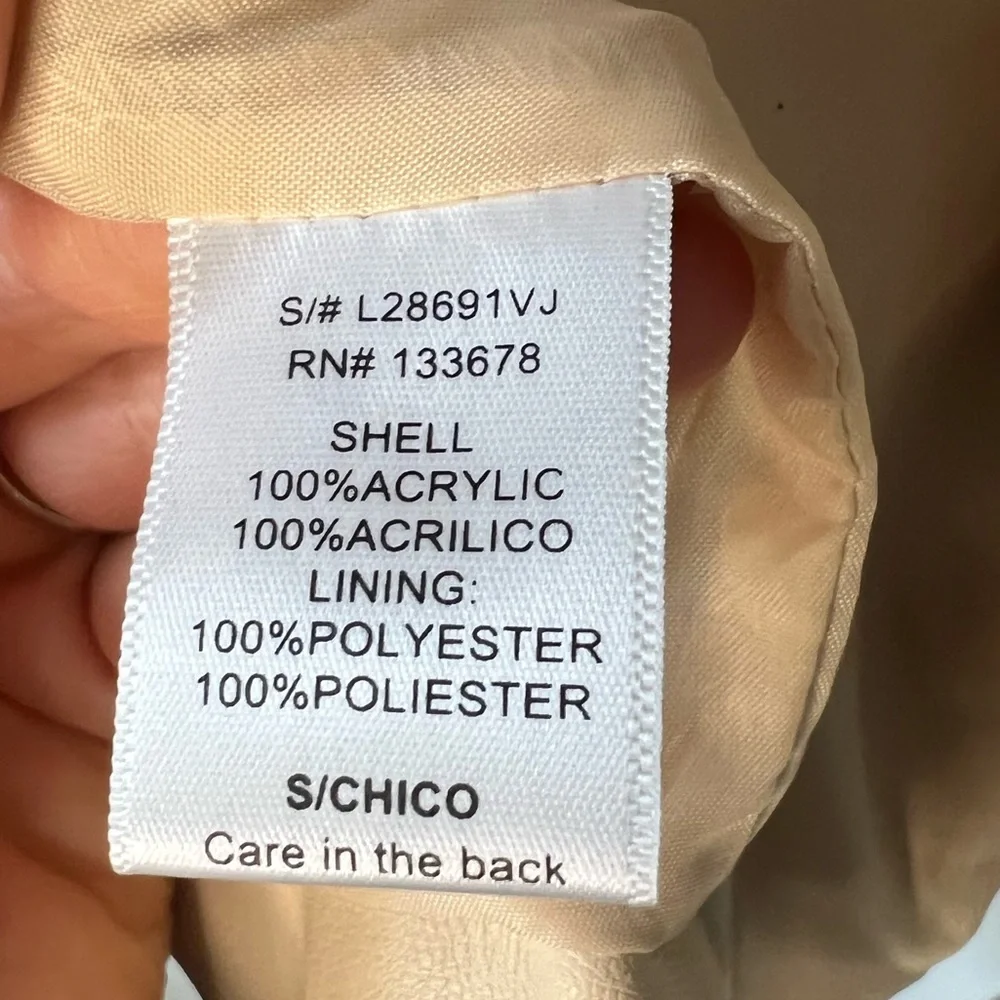 S/# L28691VJ
RN# 133678
SHELL
100%ACRYLIC
100%ACRILICO
LINING:
100%POLYESTER
100%POLIESTER
S/CHICO
Care in the back